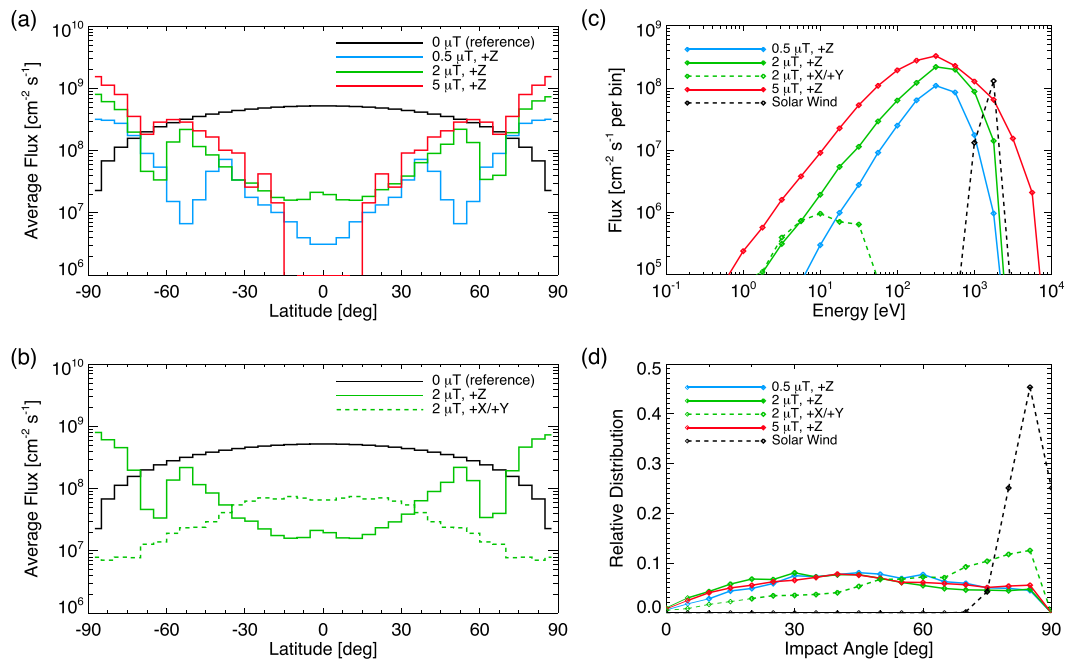 (a)
10^10
10^9
10^8
10^7
10^6
Average Flux [cm^-2 s^-1]
0 μT (reference)
0.5 μT, +Z
2 μT, +Z
5 μT, +Z
-90 -60 -30 0 30 60 90
Latitude [deg]
(c)
10^9
10^8
10^7
10^6
10^5
Flux [cm^-2 s^-1 per bin]
0.5 μT, +Z
2 μT, +Z
2 μT, +X/+Y
5 μT, +Z
Solar Wind
10^-1 10^0 10^1 10^2 10^3 10^4
Energy [eV]
(b)
10^10
10^9
10^8
10^7
10^6
Average Flux [cm^-2 s^-1]
0 μT (reference)
2 μT, +Z
2 μT, +X/+Y
-90 -60 -30 0 30 60 90
Latitude [deg]
(d)
0.5
0.4
0.3
0.2
0.1
0.0
Relative Distribution
0.5 μT, +Z
2 μT, +Z
2 μT, +X/+Y
5 μT, +Z
Solar Wind
0 30 60 90
Impact Angle [deg]